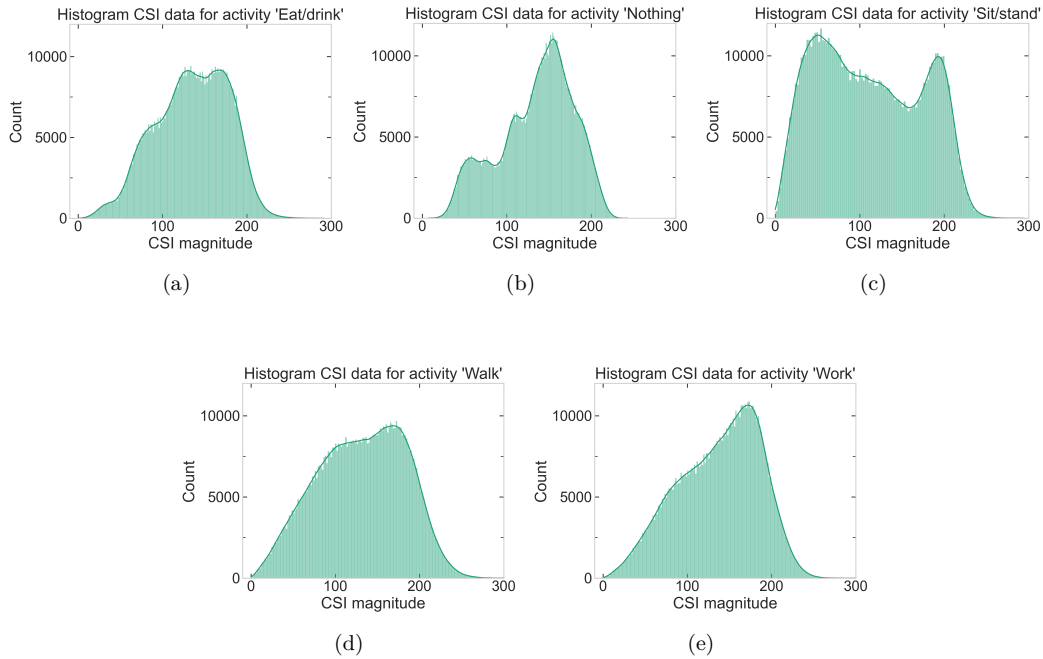 Histogram CSI data for activity 'Eat/drink'
Count
10000
5000
0
0 100 200 300
CSI magnitude
(a)
Histogram CSI data for activity 'Nothing'
Count
10000
5000
0
0 100 200 300
CSI magnitude
(b)
Histogram CSI data for activity 'Sit/stand'
Count
10000
5000
0
0 100 200 300
CSI magnitude
(c)
Histogram CSI data for activity 'Walk'
Count
10000
5000
0
0 100 200 300
CSI magnitude
(d)
Histogram CSI data for activity 'Work'
Count
10000
5000
0
0 100 200 300
CSI magnitude
(e)